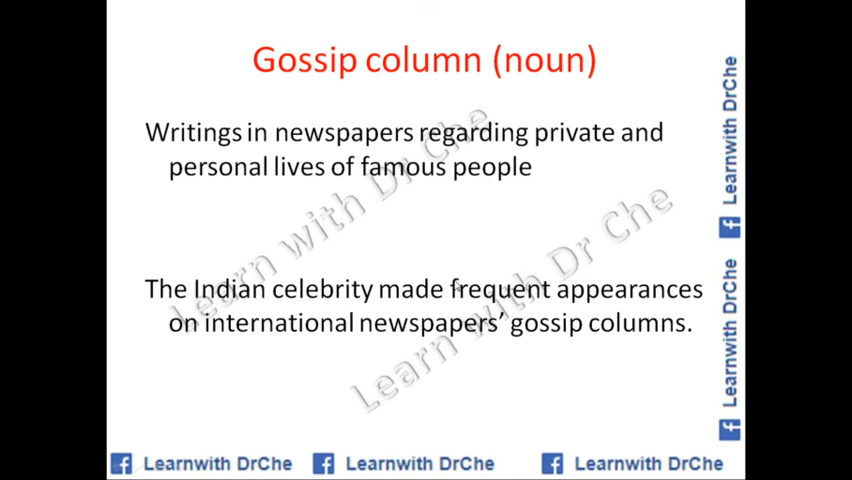 Gossip column (noun)
Writings in newspapers regarding private and
personal lives of famous people
The Indian celebrity made frequent appearances
on international newspapers’ gossip columns.
Learn with Dr Che
Learn with Dr Che
Learnwith DrChe
Learnwith DrChe
Learnwith DrChe
Learnwith DrChe
Learnwith DrChe